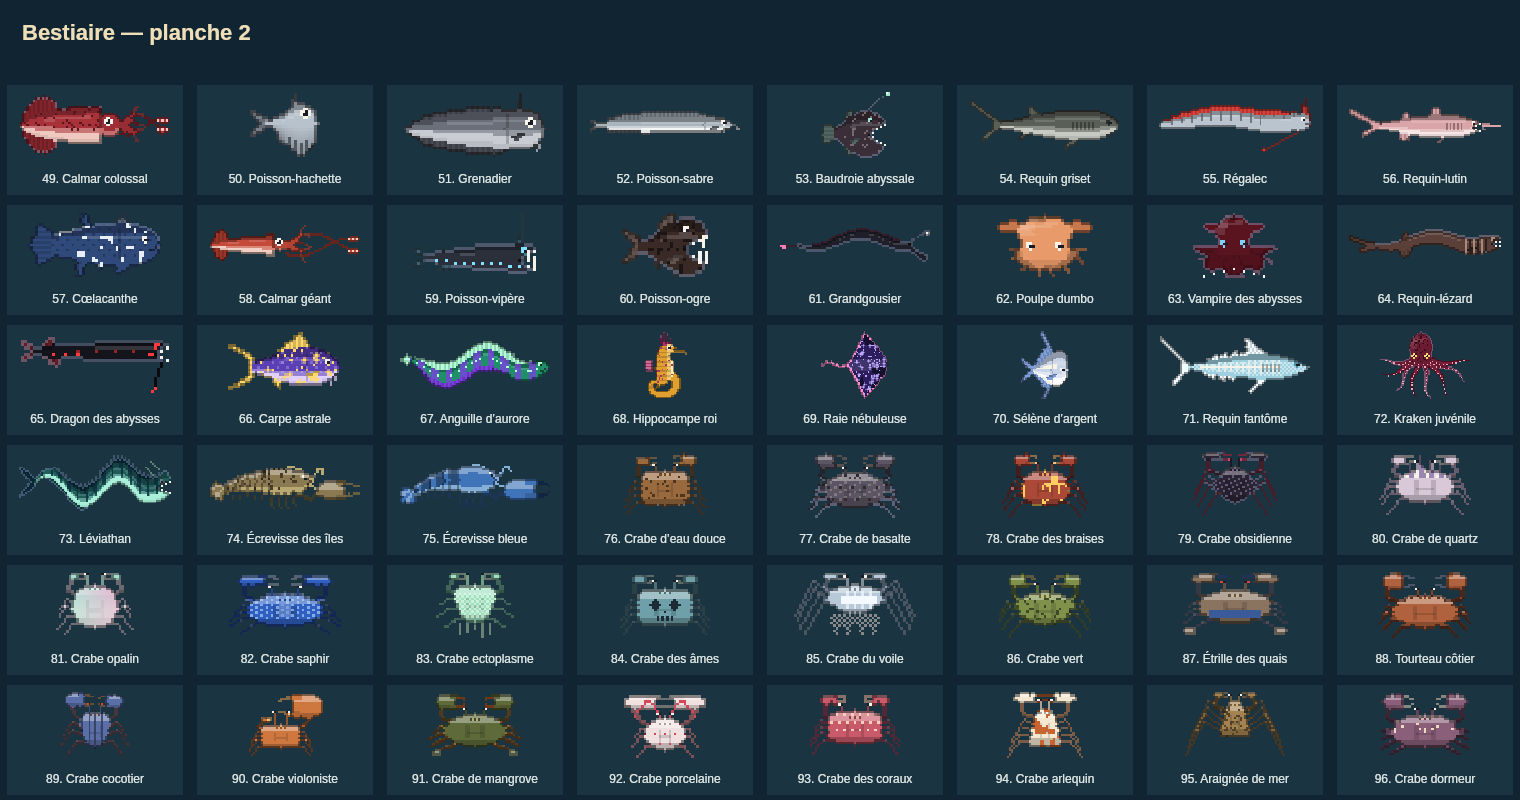 Bestiaire — planche 2
49. Calmar colossal
50. Poisson-hachette
51. Grenadier
52. Poisson-sabre
53. Baudroie abyssale
54. Requin griset
55. Régalec
56. Requin-lutin
57. Cœlacanthe
58. Calmar géant
59. Poisson-vipère
60. Poisson-ogre
61. Grandgousier
62. Poulpe dumbo
63. Vampire des abysses
64. Requin-lézard
65. Dragon des abysses
66. Carpe astrale
67. Anguille d'aurore
68. Hippocampe roi
69. Raie nébuleuse
70. Sélène d'argent
71. Requin fantôme
72. Kraken juvénile
73. Léviathan
74. Écrevisse des îles
75. Écrevisse bleue
76. Crabe d'eau douce
77. Crabe de basalte
78. Crabe des braises
79. Crabe obsidienne
80. Crabe de quartz
81. Crabe opalin
82. Crabe saphir
83. Crabe ectoplasme
84. Crabe des âmes
85. Crabe du voile
86. Crabe vert
87. Étrille des quais
88. Tourteau côtier
89. Crabe cocotier
90. Crabe violoniste
91. Crabe de mangrove
92. Crabe porcelaine
93. Crabe des coraux
94. Crabe arlequin
95. Araignée de mer
96. Crabe dormeur